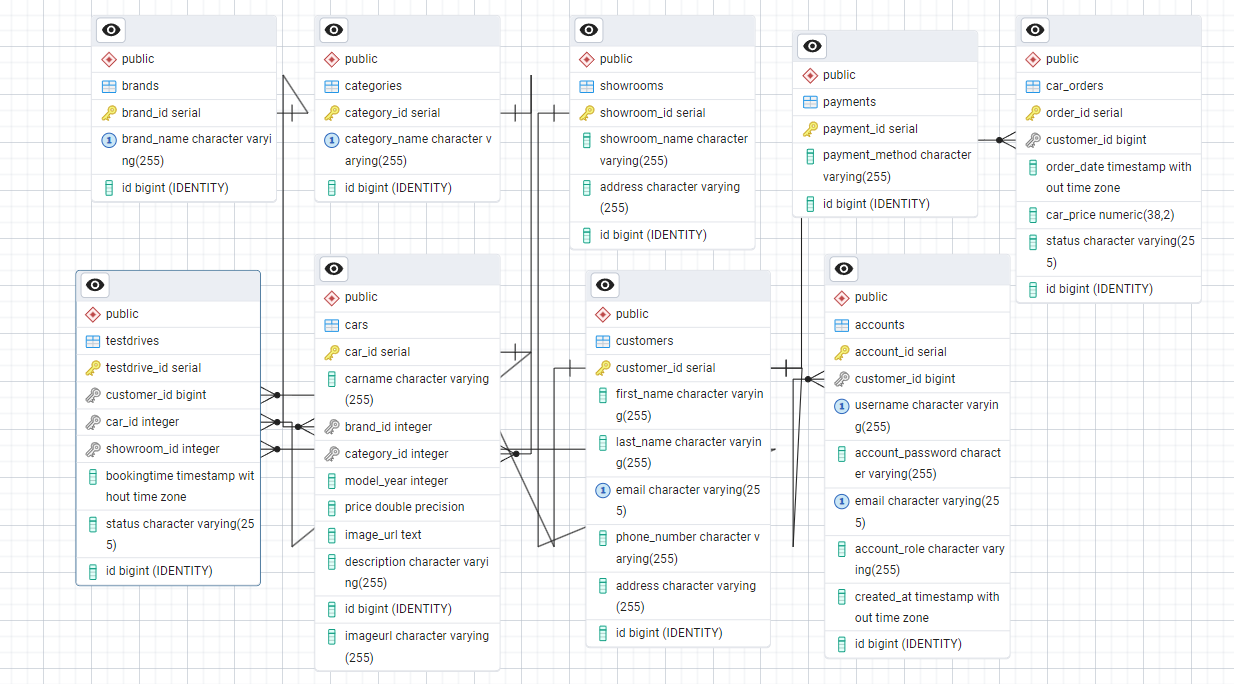 public
brands
brand_id serial
brand_name character varyi
ng(255)
id bigint (IDENTITY)
public
categories
category_id serial
category_name character v
arying(255)
id bigint (IDENTITY)
public
showrooms
showroom_id serial
showroom_name character
varying(255)
address character varying
(255)
id bigint (IDENTITY)
public
payments
payment_id serial
payment_method character
varying(255)
id bigint (IDENTITY)
public
car_orders
order_id serial
customer_id bigint
order_date timestamp with
out time zone
car_price numeric(38,2)
status character varying(25
5)
id bigint (IDENTITY)
public
testdrives
testdrive_id serial
customer_id bigint
car_id integer
showroom_id integer
bookingtime timestamp wit
hout time zone
status character varying(25
5)
id bigint (IDENTITY)
public
cars
car_id serial
carname character varying
(255)
brand_id integer
category_id integer
model_year integer
price double precision
image_url text
description character varyi
ng(255)
id bigint (IDENTITY)
imageurl character varying
(255)
public
customers
customer_id serial
first_name character varyin
g(255)
last_name character varyin
g(255)
1 email character varying(25
5)
phone_number character v
arying(255)
address character varying
(255)
id bigint (IDENTITY)
public
accounts
account_id serial
customer_id bigint
1 username character varyin
g(255)
account_password charact
er varying(255)
1 email character varying(25
5)
account_role character vary
ing(255)
created_at timestamp with
out time zone
id bigint (IDENTITY)